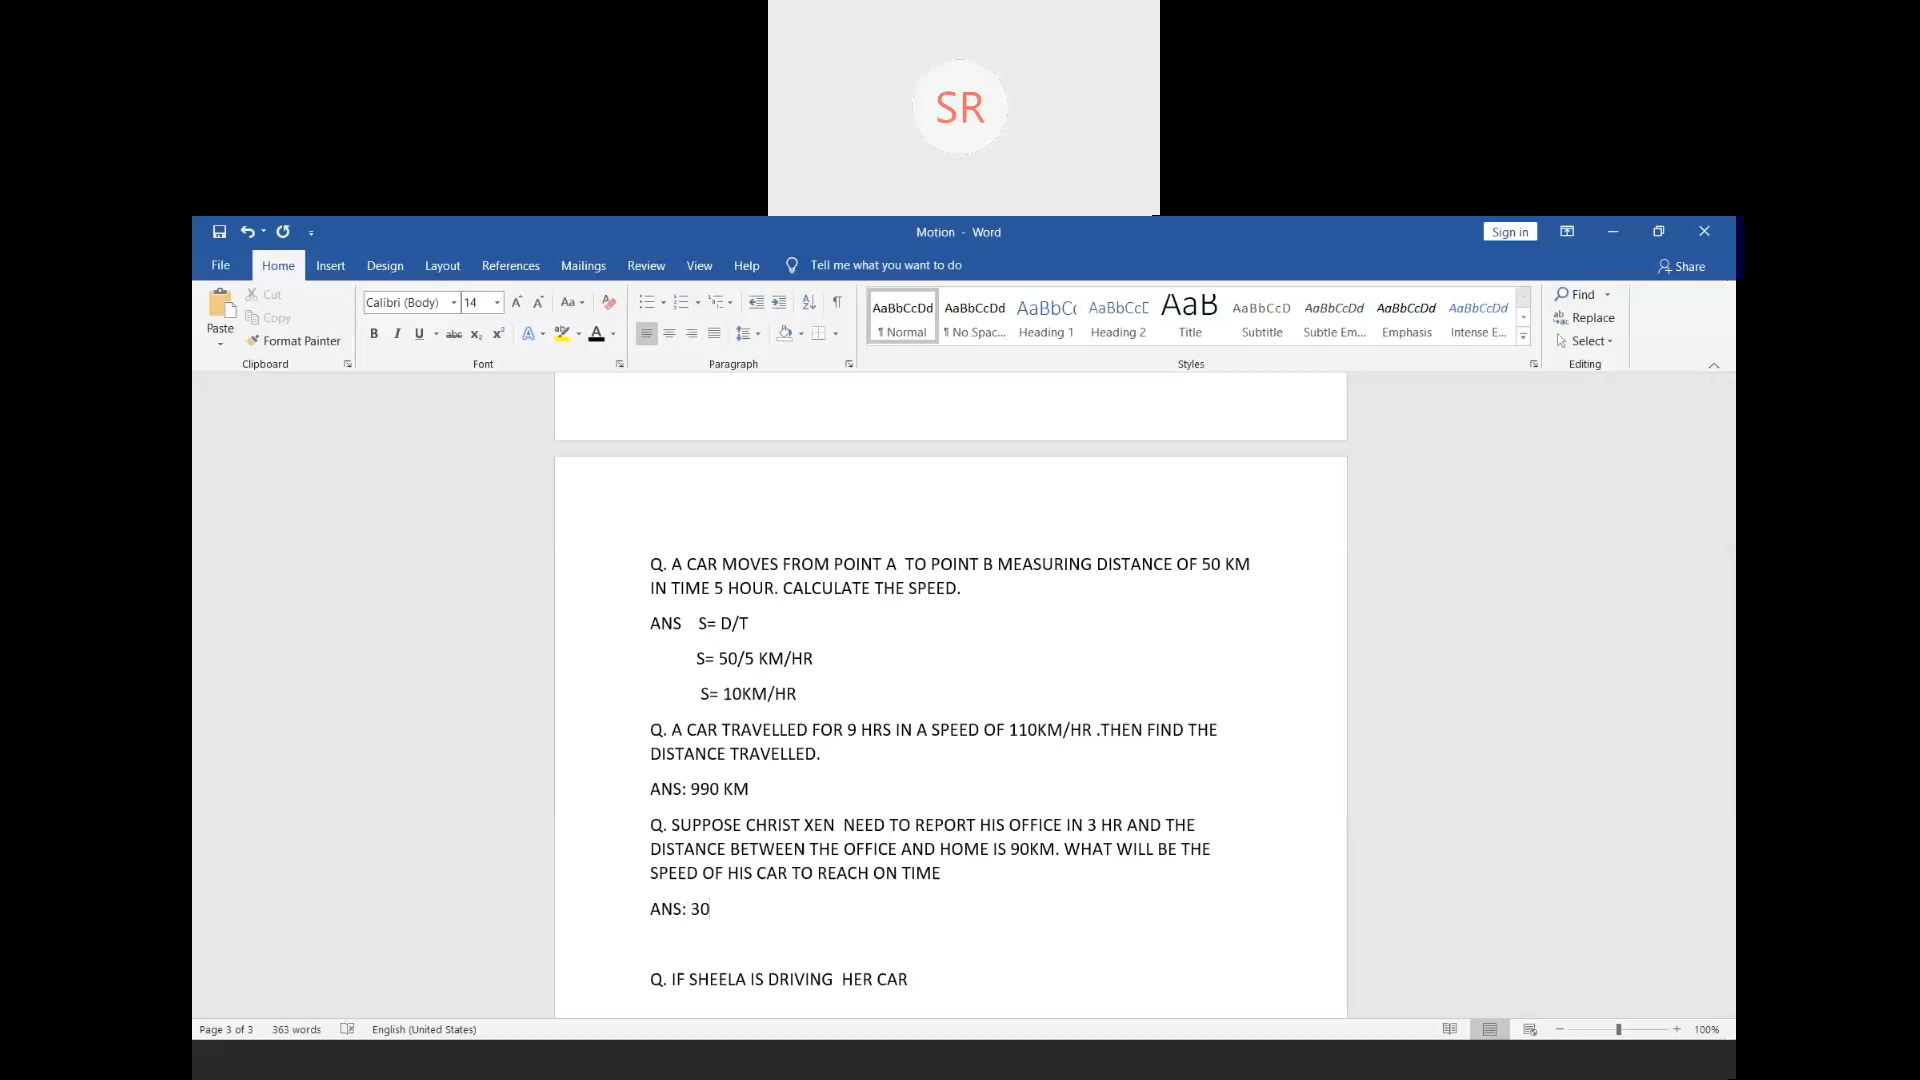 SR
Motion - Word
Sign in
File Home Insert Design Layout References Mailings Review View Help Tell me what you want to do Share
Paste
Cut
Copy
Format Painter
Clipboard
Calibri (Body) 14
Font
Paragraph
AaBbCcDd AaBbCcDd AaBbCc AaBbCcE AaB AaBbCcD AaBbCcDd AaBbCcDd AaBbCcDd
¶ Normal ¶ No Spac... Heading 1 Heading 2 Title Subtitle Subtle Em... Emphasis Intense E...
Styles
Find
Replace
Select
Editing
Q. A CAR MOVES FROM POINT A TO POINT B MEASURING DISTANCE OF 50 KM
IN TIME 5 HOUR. CALCULATE THE SPEED.
ANS S= D/T
S= 50/5 KM/HR
S= 10KM/HR
Q. A CAR TRAVELLED FOR 9 HRS IN A SPEED OF 110KM/HR .THEN FIND THE
DISTANCE TRAVELLED.
ANS: 990 KM
Q. SUPPOSE CHRIST XEN NEED TO REPORT HIS OFFICE IN 3 HR AND THE
DISTANCE BETWEEN THE OFFICE AND HOME IS 90KM. WHAT WILL BE THE
SPEED OF HIS CAR TO REACH ON TIME
ANS: 30
Q. IF SHEELA IS DRIVING HER CAR
Page 3 of 3 363 words English (United States) 100%